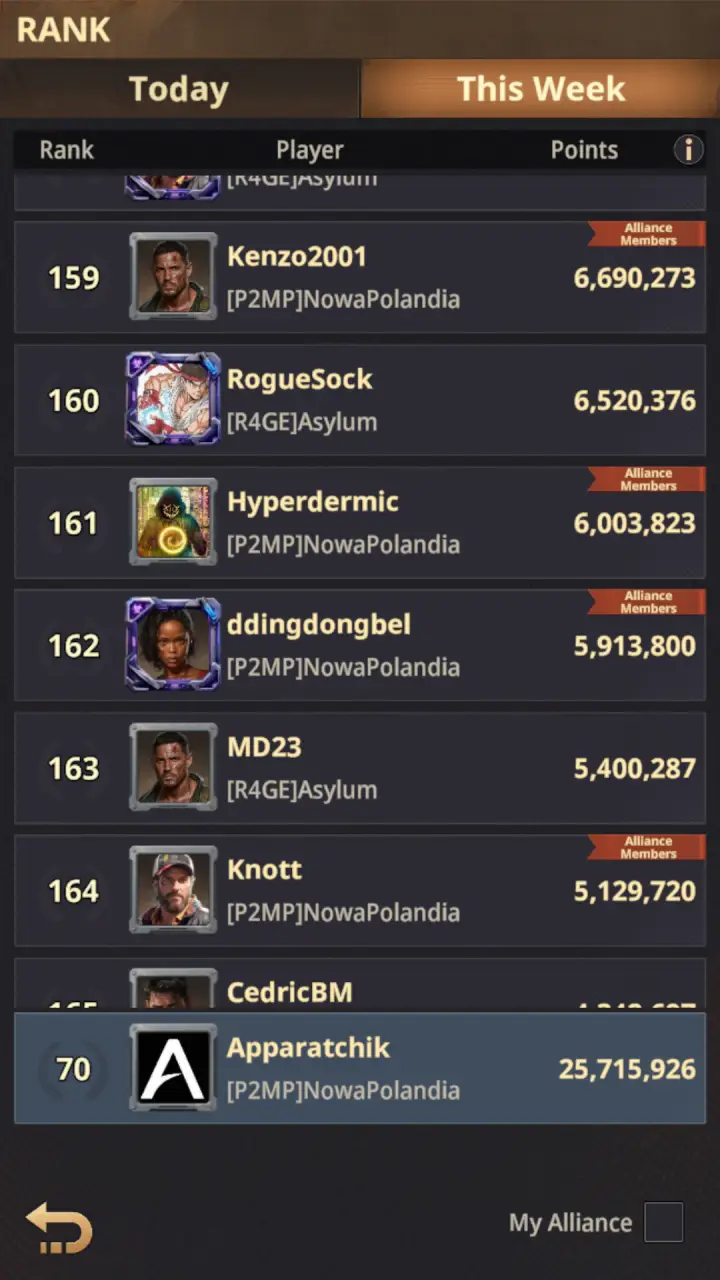 RANK
Today
This Week
Rank
Player
Points
[R4GE]Asylum
Alliance
Members
159
Kenzo2001
[P2MP]NowaPolandia
6,690,273
160
RogueSock
[R4GE]Asylum
6,520,376
Alliance
Members
161
Hyperdermic
[P2MP]NowaPolandia
6,003,823
Alliance
Members
162
ddingdongbel
[P2MP]NowaPolandia
5,913,800
163
MD23
[R4GE]Asylum
5,400,287
Alliance
Members
164
Knott
[P2MP]NowaPolandia
5,129,720
165
CedricBM
70
Apparatchik
[P2MP]NowaPolandia
25,715,926
My Alliance